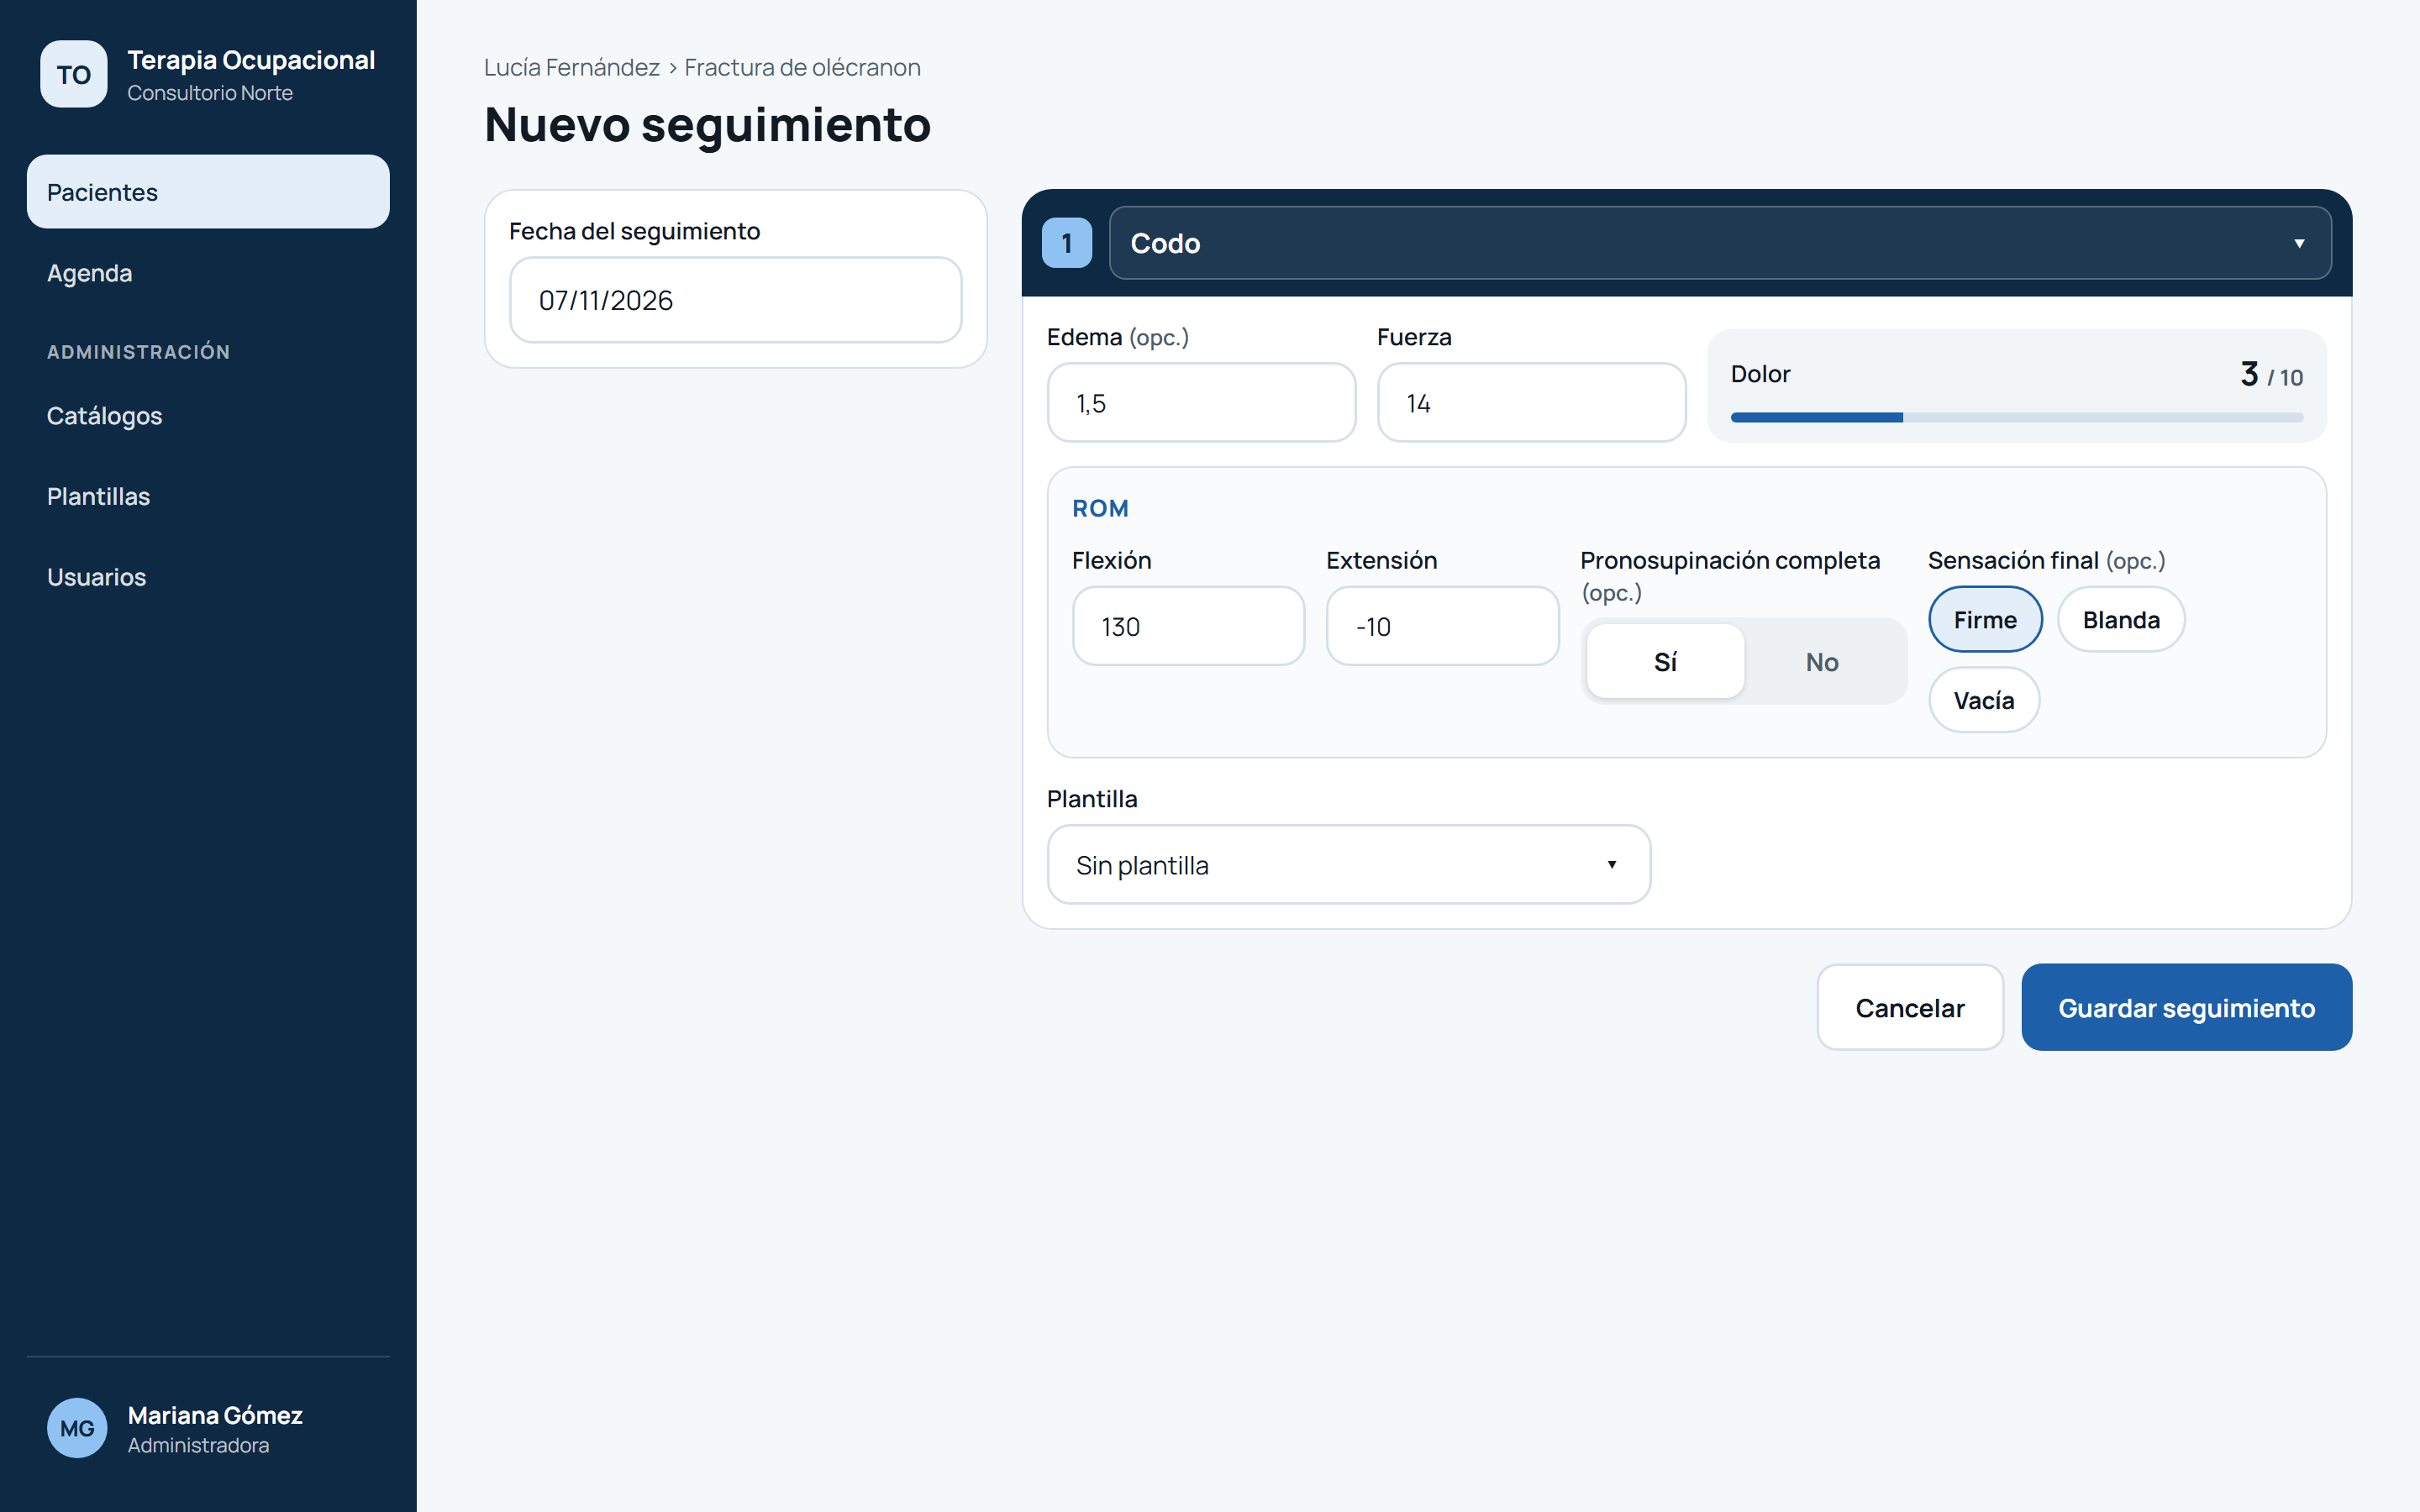 TO
Terapia Ocupacional
Consultorio Norte
Pacientes
Agenda
ADMINISTRACIÓN
Catálogos
Plantillas
Usuarios
MG
Mariana Gómez
Administradora
Lucía Fernández › Fractura de olécranon
Nuevo seguimiento
Fecha del seguimiento
07/11/2026
1
Codo
Edema (opc.)
1,5
Fuerza
14
Dolor
3 / 10
ROM
Flexión
130
Extensión
-10
Pronosupinación completa
(opc.)
Sí
No
Sensación final (opc.)
Firme
Blanda
Vacía
Plantilla
Sin plantilla
Cancelar
Guardar seguimiento